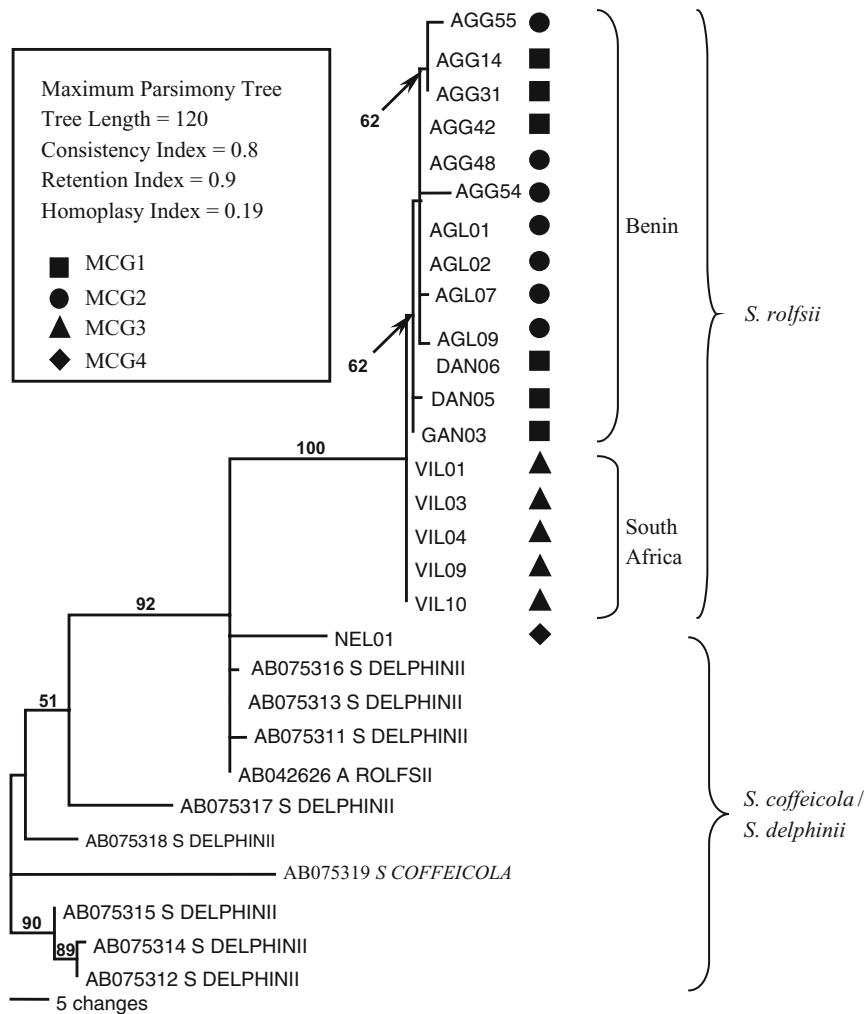 Maximum Parsimony Tree
Tree Length = 120
Consistency Index = 0.8
Retention Index = 0.9
Homoplasy Index = 0.19
MCG1
MCG2
MCG3
MCG4
AGG55
AGG14
AGG31
62
AGG42
AGG48
AGG54
AGL01
Benin
AGL02
AGL07
S. rolfsii
AGL09
62
DAN06
DAN05
GAN03
100
VIL01
VIL03
VIL04
South
Africa
VIL09
VIL10
92
NEL01
AB075316 S DELPHINII
AB075313 S DELPHINII
51
AB075311 S DELPHINII
AB042626 A ROLFSII
AB075317 S DELPHINII
S. coffeicola /
S. delphinii
AB075318 S DELPHINII
AB075319 S COFFEICOLA
AB075315 S DELPHINII
90
AB075314 S DELPHINII
89
AB075312 S DELPHINII
5 changes